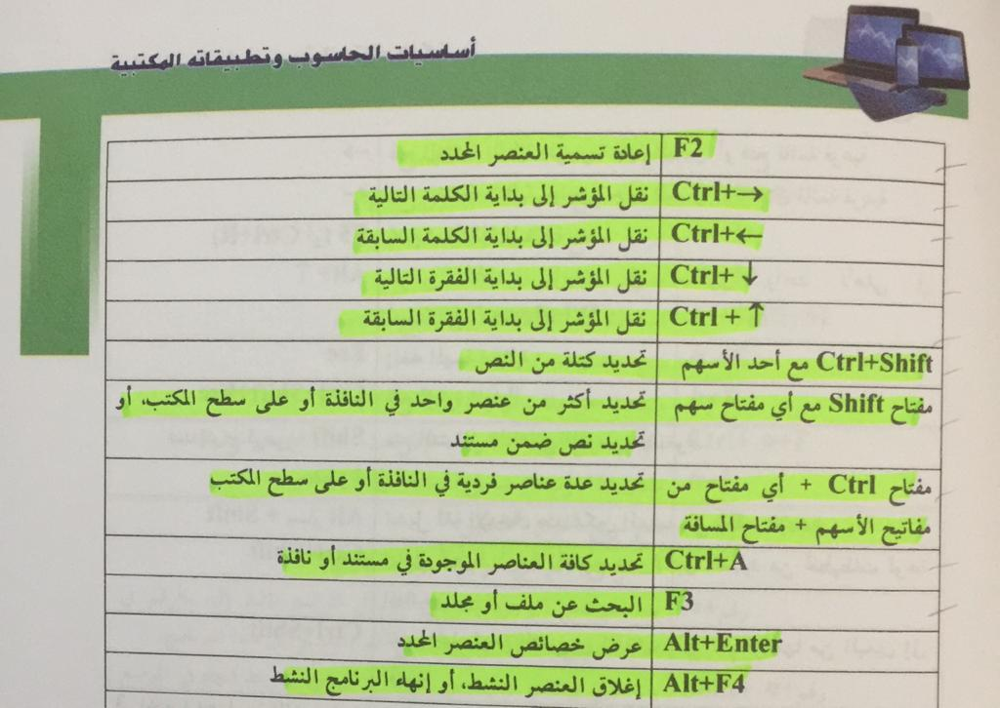 أساسيات الحاسوب وتطبيقاته المكتبية
F2 إعادة تسمية العنصر المحدد
Ctrl+→ نقل المؤشر إلى بداية الكلمة التالية
Ctrl+← نقل المؤشر إلى بداية الكلمة السابقة
Ctrl+↓ نقل المؤشر إلى بداية الفقرة التالية
Ctrl+↑ نقل المؤشر إلى بداية الفقرة السابقة
Ctrl+Shift مع أحد الأسهم تحديد كتلة من النص
مفتاح Shift مع أي مفتاح سهم تحديد أكثر من عنصر واحد في النافذة أو على سطح المكتب، أو
تحديد نص ضمن مستند
مفتاح Ctrl + أي مفتاح من تحديد عدة عناصر فردية في النافذة أو على سطح المكتب
مفاتيح الأسهم + مفتاح المسافة
Ctrl+A تحديد كافة العناصر الموجودة في مستند أو نافذة
F3 البحث عن ملف أو مجلد
Alt+Enter عرض خصائص العنصر المحدد
Alt+F4 إغلاق العنصر النشط، أو إنهاء البرنامج النشط